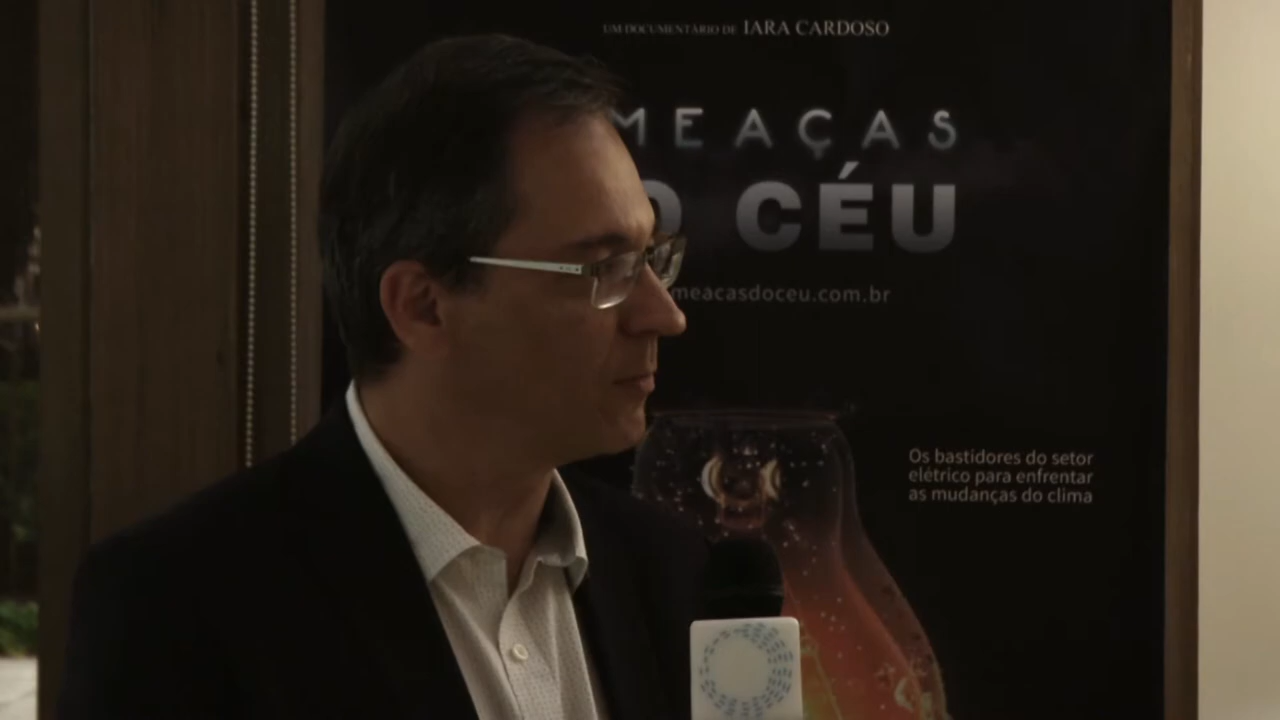 UM DOCUMENTÁRIO DE IARA CARDOSO
MEAÇAS
O CÉU
meacasdoceu.com.br
Os bastidores do setor
elétrico para enfrentar
as mudanças do clima